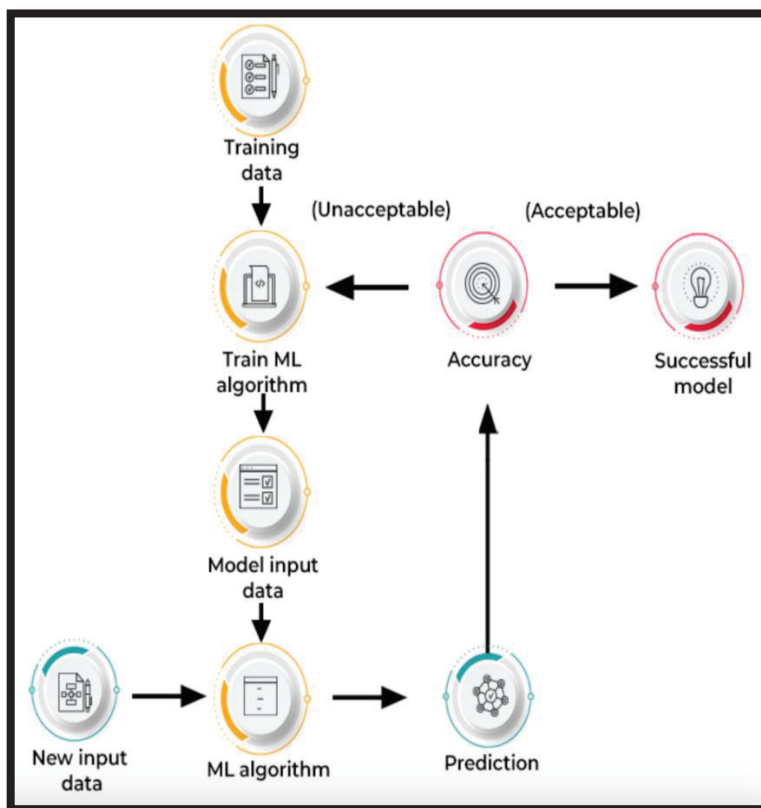 Training
data
(Unacceptable)
(Acceptable)
Train ML
algorithm
Accuracy
Successful
model
Model input
data
New input
data
ML algorithm
Prediction